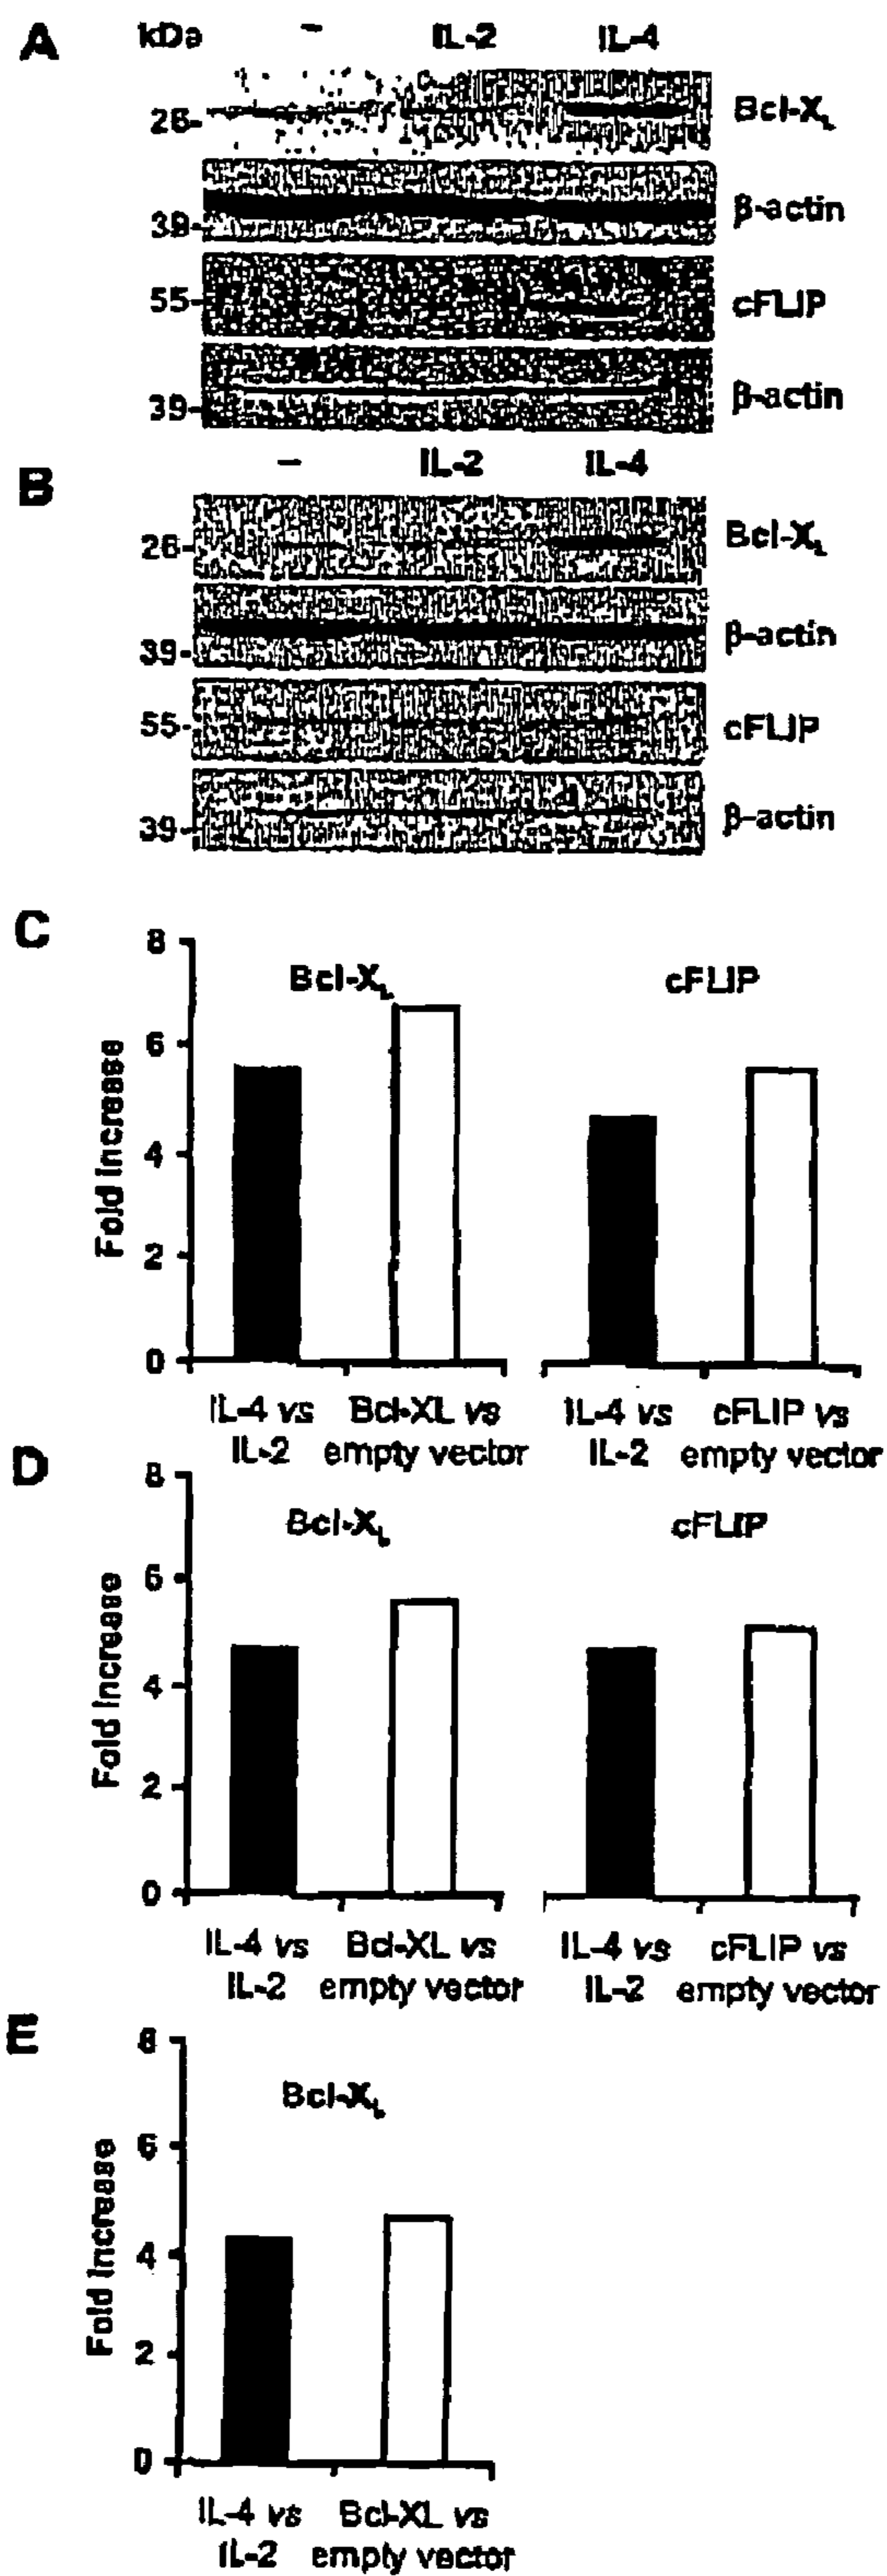 A
kDa - IL-2 IL-4
26- Bcl-XL
39- β-actin
55- cFLIP
39- β-actin
B
- IL-2 IL-4
26- Bcl-XL
39- β-actin
55- cFLIP
39- β-actin
C
Fold increase
8
6
4
2
0
Bcl-XL
cFLIP
IL-4 vs IL-2
Bcl-XL vs empty vector
IL-4 vs IL-2
cFLIP vs empty vector
D
Fold increase
8
6
4
2
0
Bcl-XL
cFLIP
IL-4 vs IL-2
Bcl-XL vs empty vector
IL-4 vs IL-2
cFLIP vs empty vector
E
Fold increase
8
6
4
2
0
Bcl-XL
IL-4 vs IL-2
Bcl-XL vs empty vector